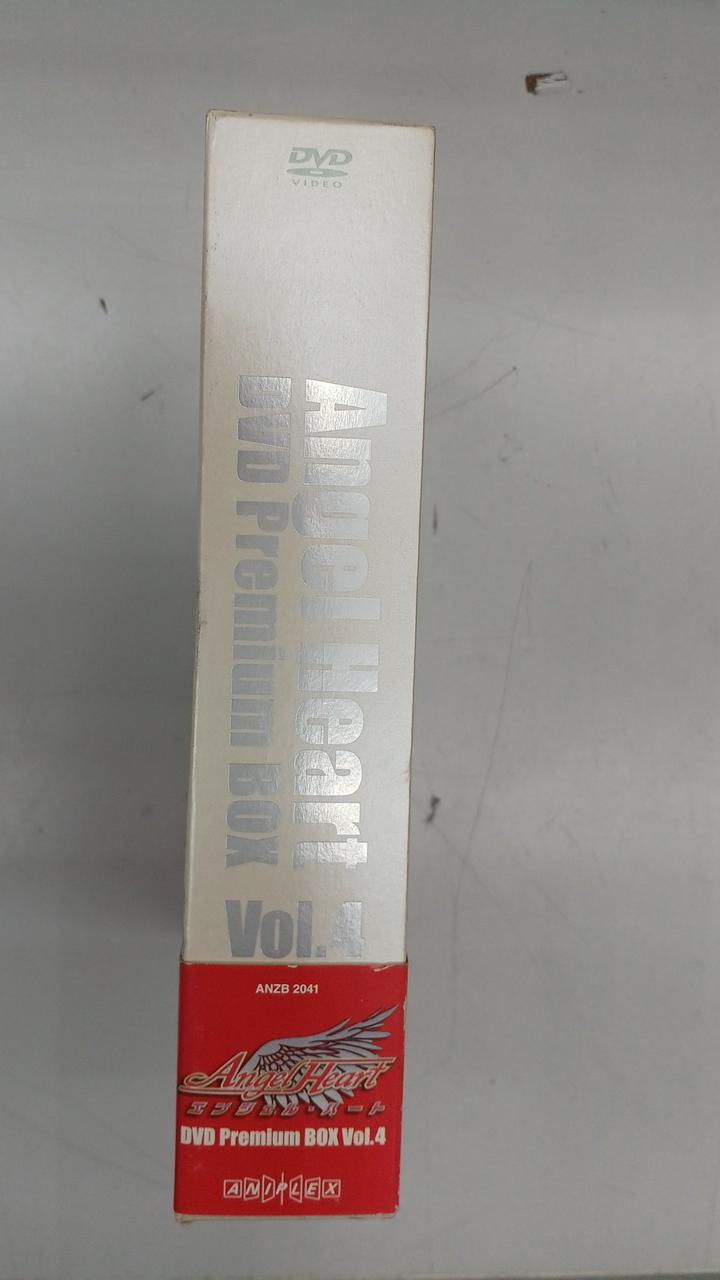 DVD
VIDEO
Angel Heart
DVD Premium BOX
Vol.4
ANZB 2041
Angel Heart
エンジェル・ハート
DVD Premium BOX Vol.4
ANIPLEX